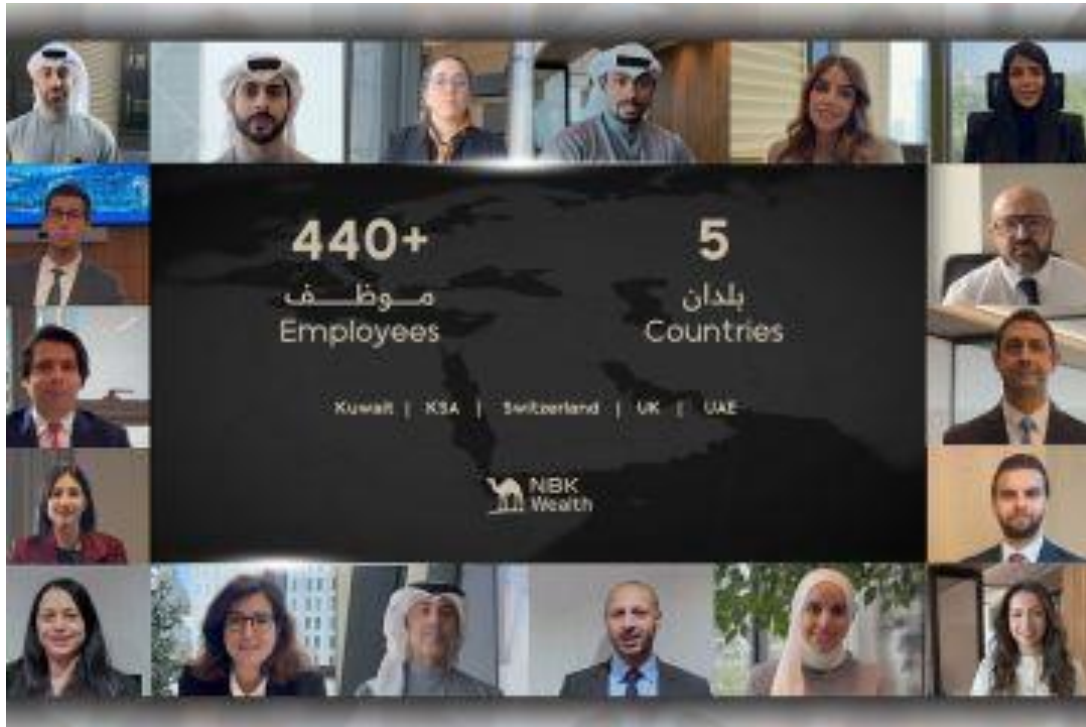 440+
موظف
Employees
5
بلدان
Countries
Kuwait | KSA | Switzerland | UK | UAE
NBK
Wealth